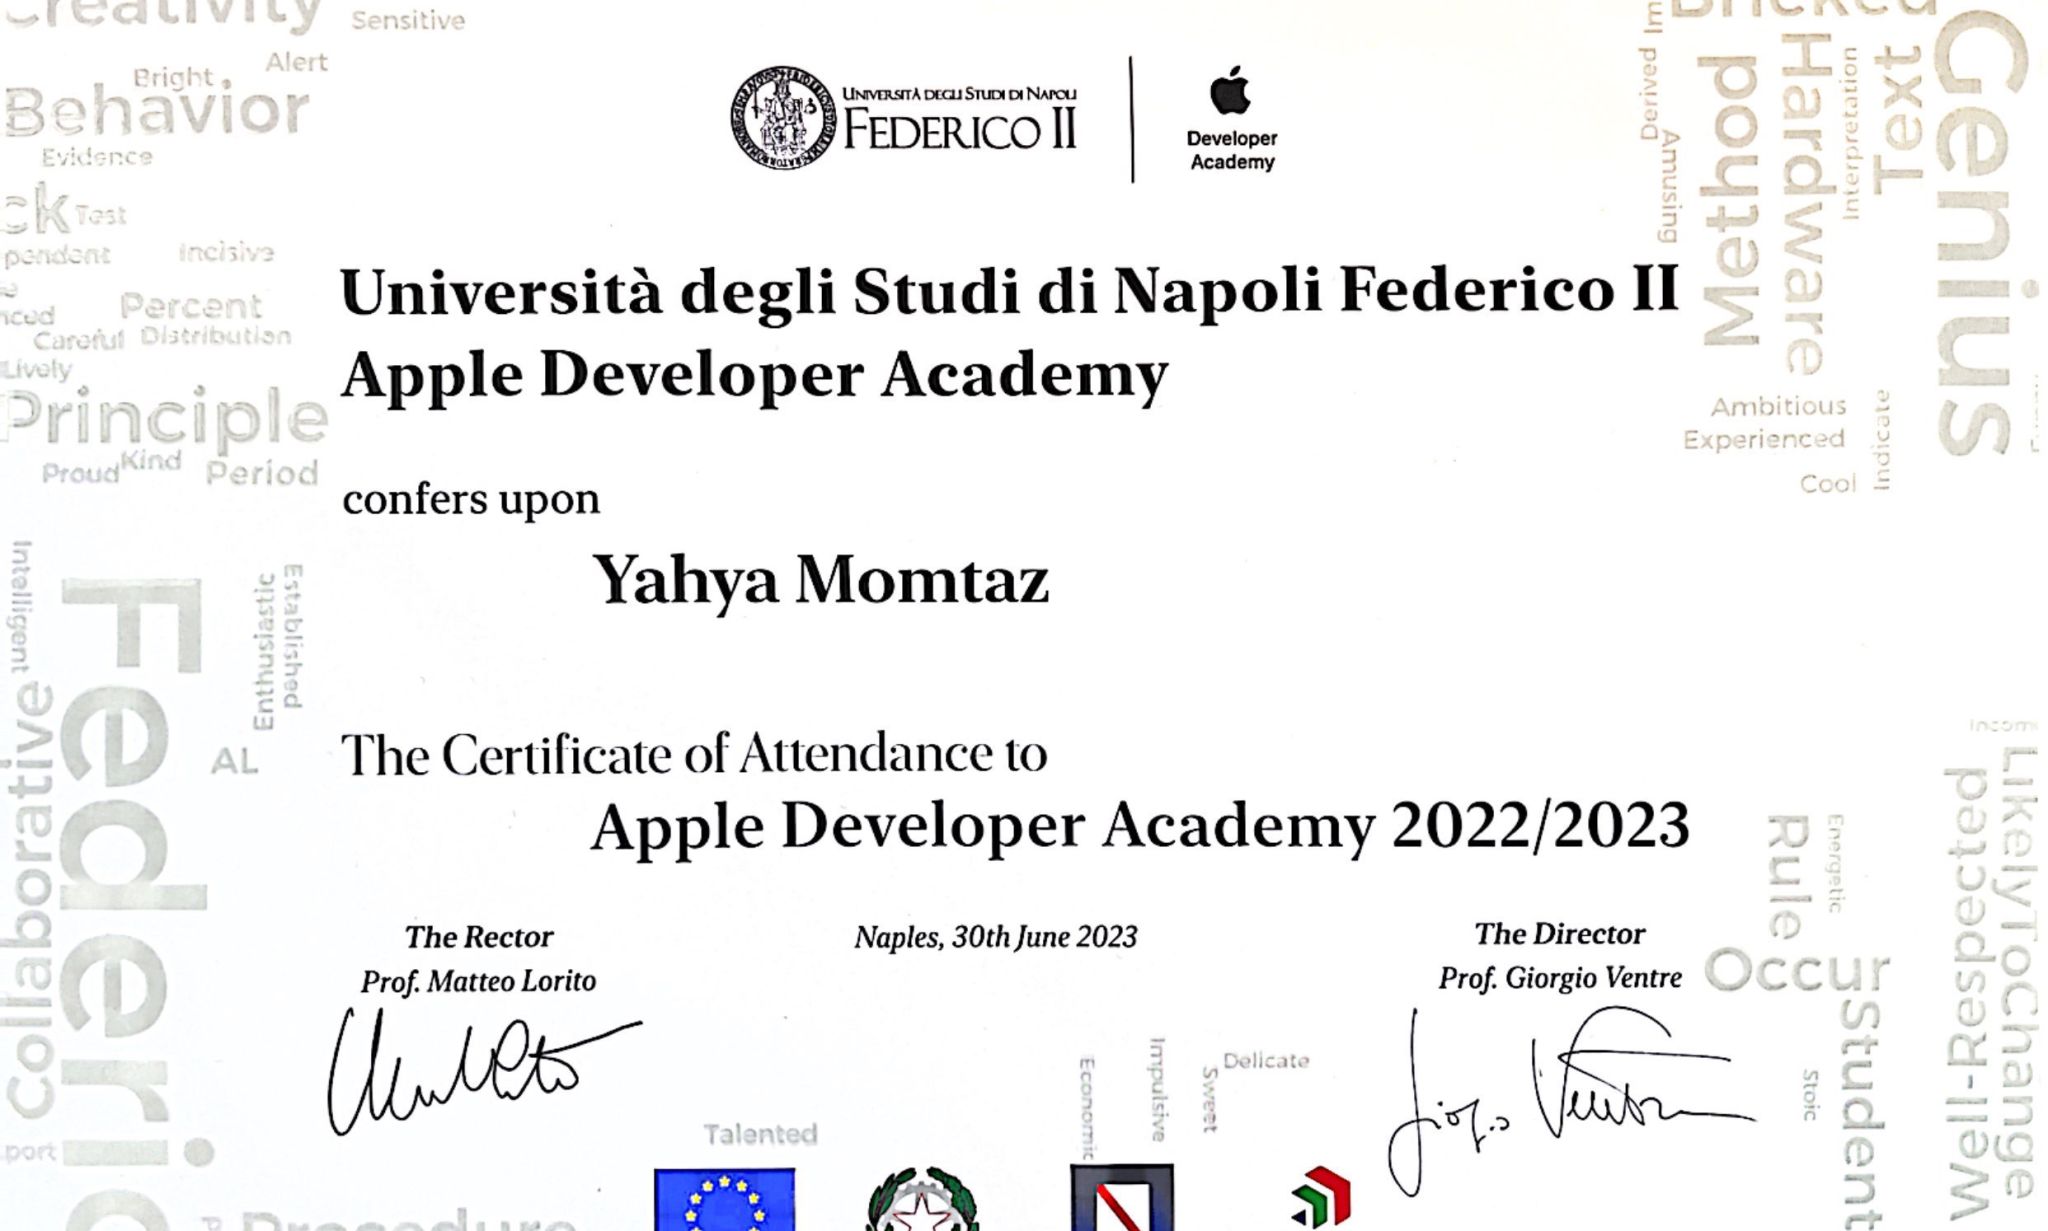 Creativity
Sensitive
Bright
Alert
Behavior
Evidence
Test
Incisive
Percent
Careful
Distribution
Lively
Principle
Proud
Kind
Period
Intelligent
Enthusiastic
Established
Collaborative
AL
UNIVERSITÀ DEGLI STUDI DI NAPOLI
FEDERICO II
Developer
Academy
Derived
Amusing
Method
Hardware
Interpretation
Text
Genius
Ambitious
Experienced
Cool
Indicate
Università degli Studi di Napoli Federico II
Apple Developer Academy
confers upon
Yahya Momtaz
The Certificate of Attendance to
Apple Developer Academy 2022/2023
The Rector
Prof. Matteo Lorito
Naples, 30th June 2023
The Director
Prof. Giorgio Ventre
Rule
Energetic
Occur
Student
Stoic
Well-Respected
LikelyToChange
Talented
Economic
Impulsive
Sweet
Delicate
Procedure